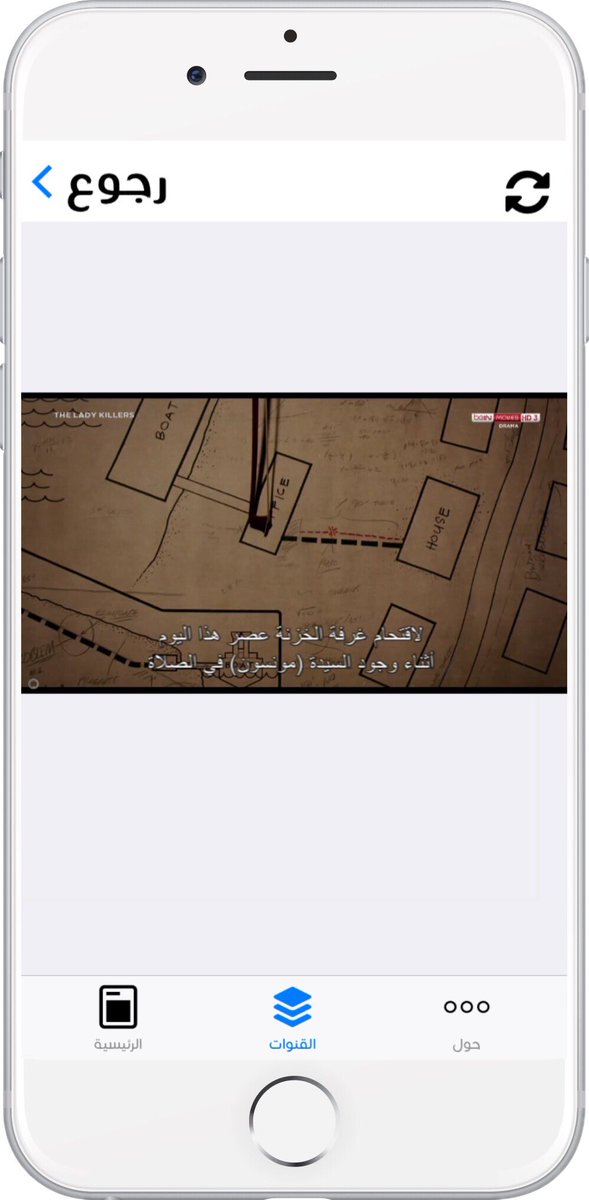 رجوع
THE LADY KILLERS
beIN MOVIES HD 3
DRAMA
BOAT
FICE
HOUSE
لاقتحام غرفة الخزنة عصر هذا اليوم
أثناء وجود السيدة (مونسون) في الصلاة
الرئيسية
القنوات
حول